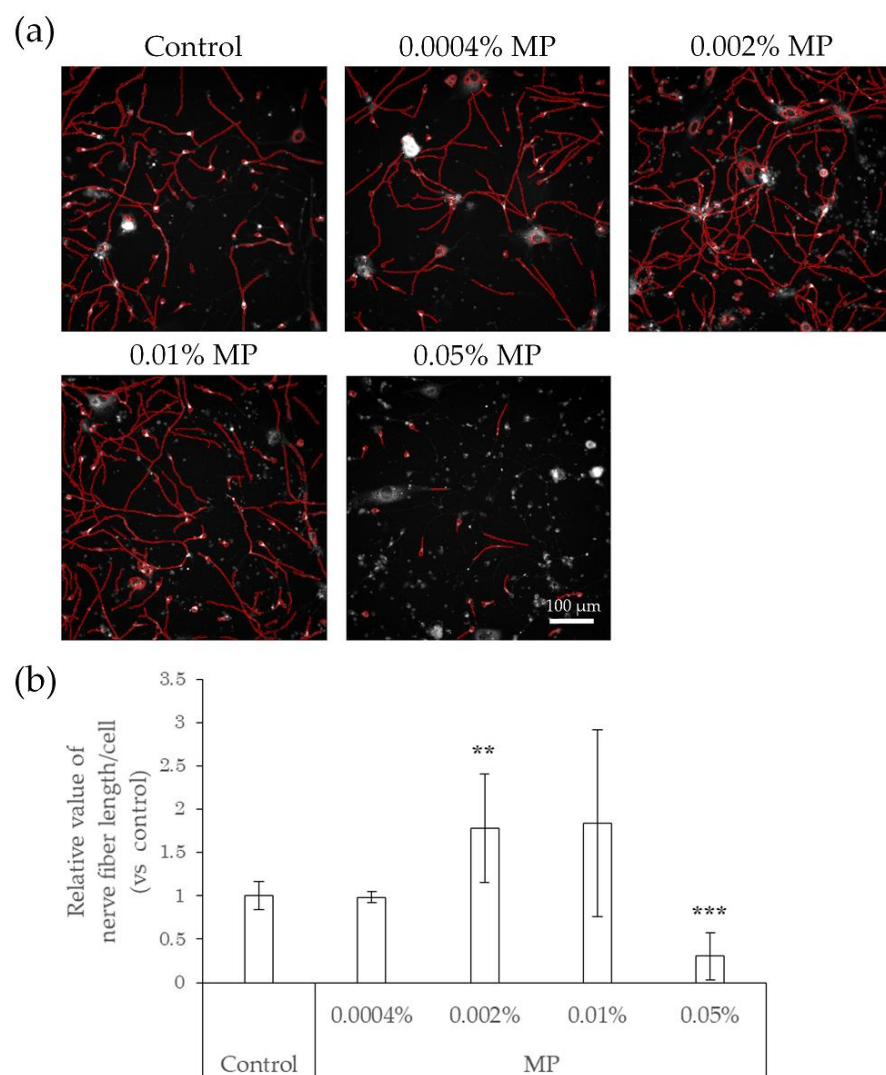 (a)
Control
0.0004% MP
0.002% MP
0.01% MP
0.05% MP
100 μm
(b)
Relative value of
nerve fiber length/cell
(vs control)
3.5
3
2.5
2
1.5
1
0.5
0
**
***
0.0004%
0.002%
0.01%
0.05%
Control
MP